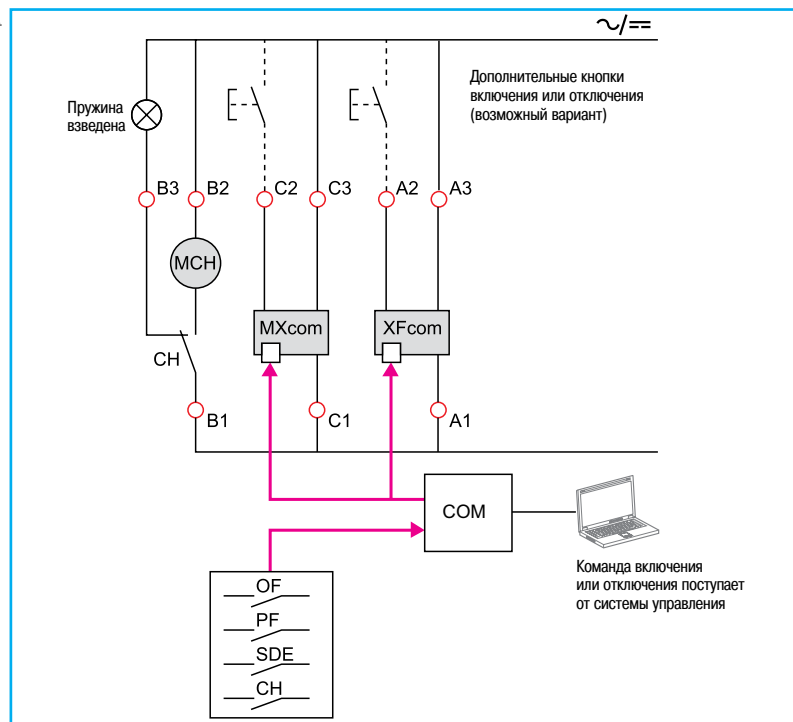 ~/==
Дополнительные кнопки
включения или отключения
(возможный вариант)
Пружина
взведена
B3 B2 C2 C3 A2 A3
MCH
MXcom XFcom
CH
B1 C1 A1
COM
Команда включения
или отключения поступает
от системы управления
OF
PF
SDE
CH